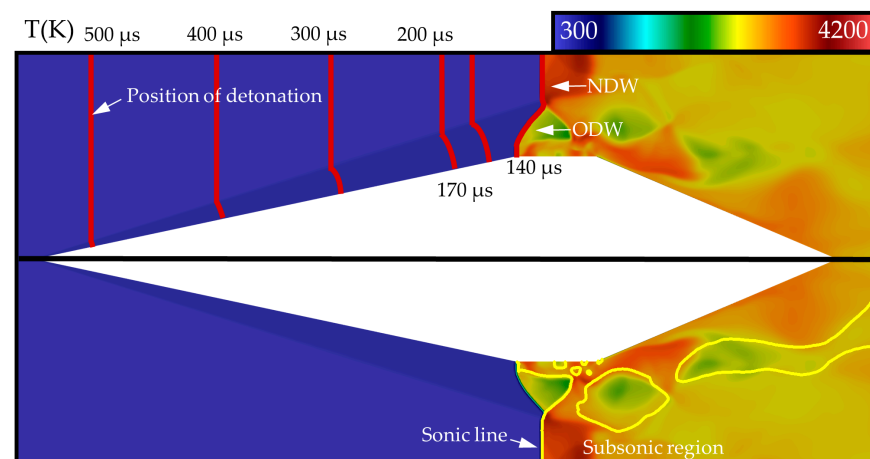 T(K)
500 µs
400 µs
300 µs
200 µs
300
4200
Position of detonation
NDW
ODW
140 µs
170 µs
Sonic line
Subsonic region